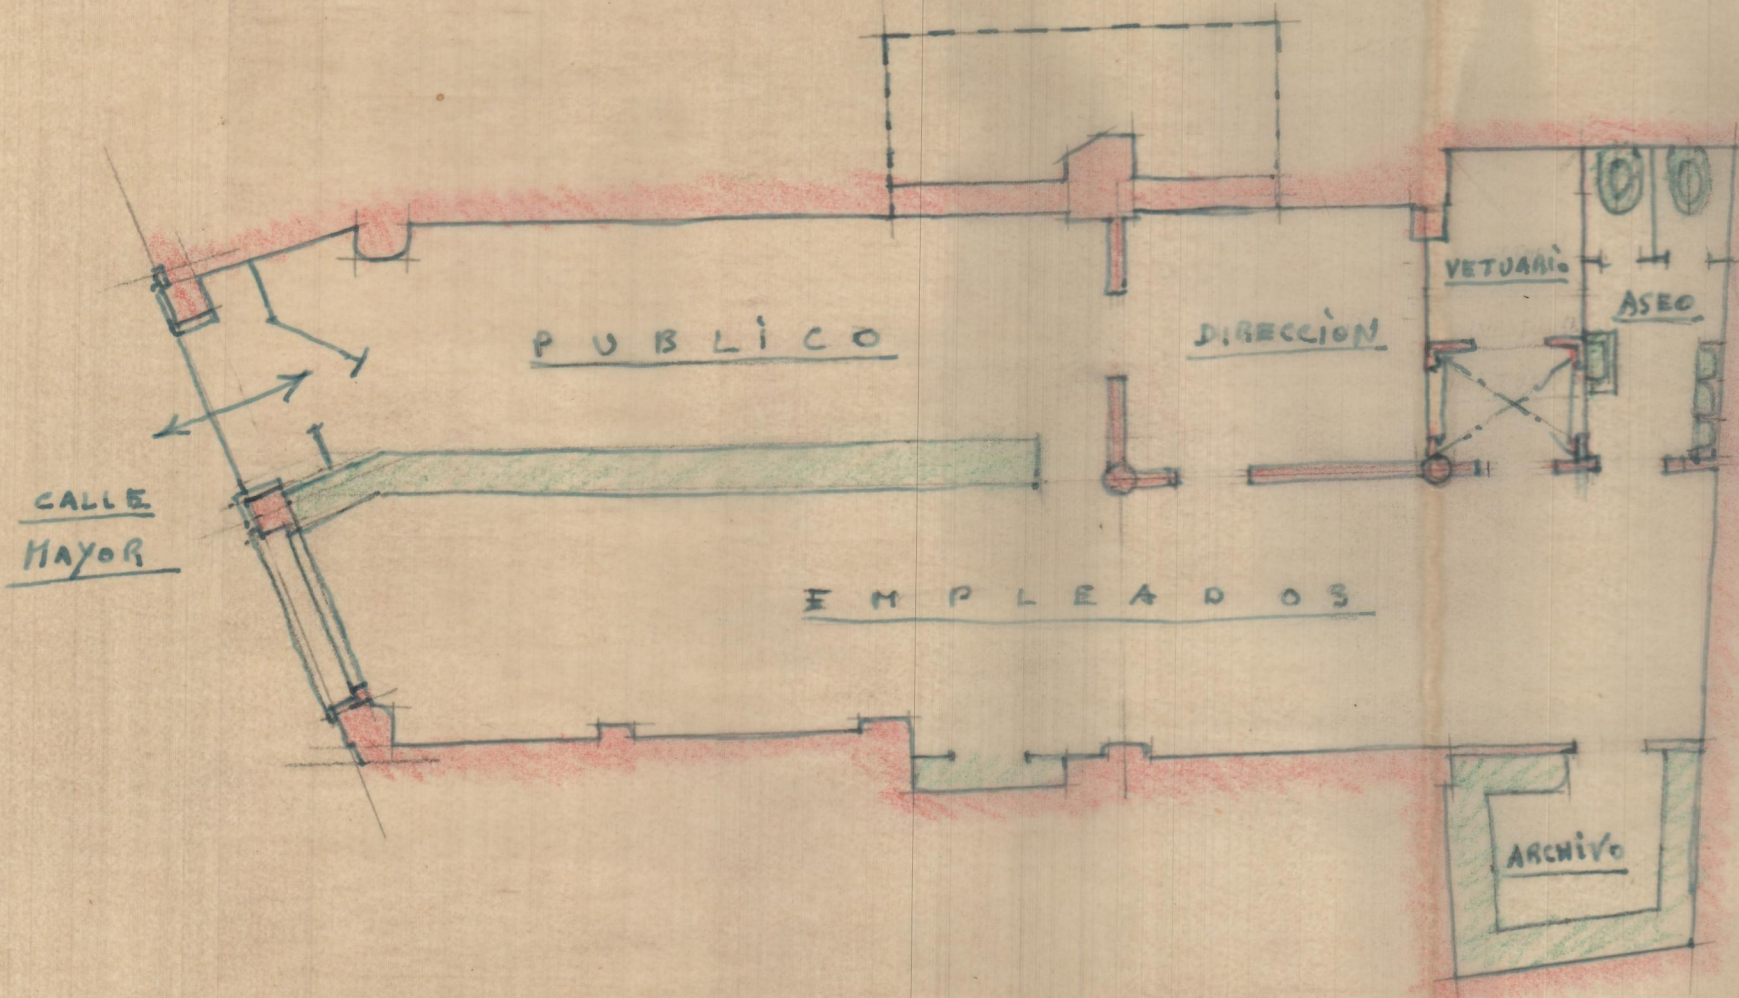 VETUARIO
ASEO
PUBLICO
DIRECCION
CALLE
MAYOR
EMPLEADOS
ARCHIVO